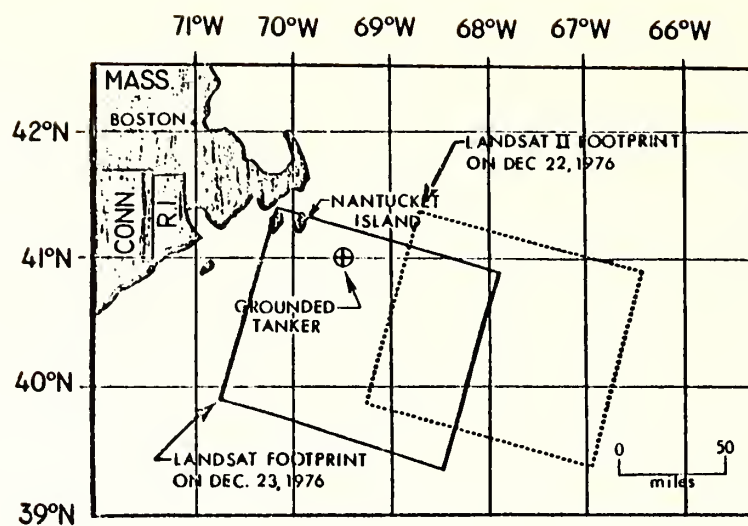 71°W 70°W 69°W 68°W 67°W 66°W
MASS.
BOSTON
42°N
LANDSAT II FOOTPRINT
ON DEC 22, 1976
CONN.
R.I.
NANTUCKET
ISLAND
41°N
GROUNDED
TANKER
40°N
LANDSAT FOOTPRINT
ON DEC. 23, 1976
0 50
miles
39°N